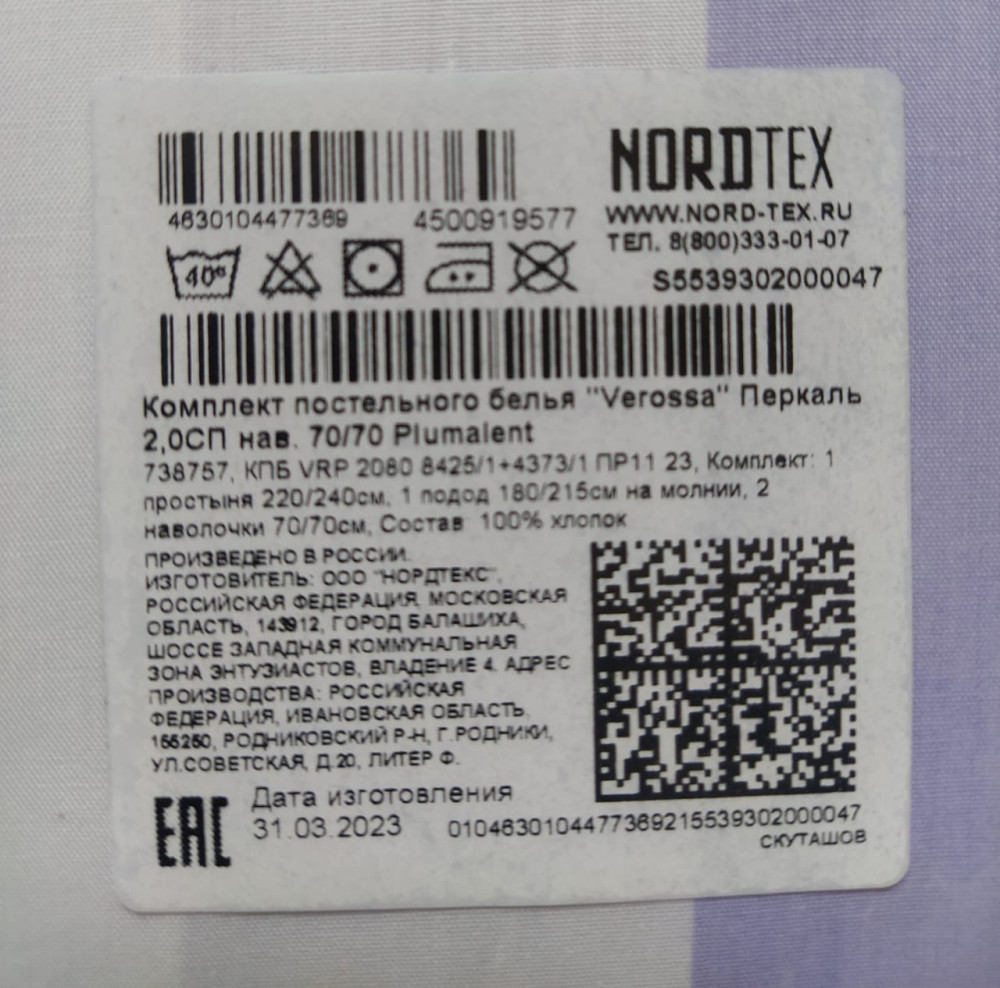 NORDTEX
4630104477369 4500919577
WWW.NORD-TEX.RU
ТЕЛ. 8(800)333-01-07
40°
S5539302000047
Комплект постельного белья "Verossa" Перкаль
2,0СП нав. 70/70 Plumalent
738757, КПБ VRP 2080 8425/1+4373/1 ПР11 23, Комплект: 1
простыня 220/240см, 1 подод 180/215см на молнии, 2
наволочки 70/70см, Состав: 100% хлопок
ПРОИЗВЕДЕНО В РОССИИ.
ИЗГОТОВИТЕЛЬ: ООО "НОРДТЕКС",
РОССИЙСКАЯ ФЕДЕРАЦИЯ, МОСКОВСКАЯ
ОБЛАСТЬ, 143912, ГОРОД БАЛАШИХА,
ШОССЕ ЗАПАДНАЯ КОММУНАЛЬНАЯ
ЗОНА ЭНТУЗИАСТОВ, ВЛАДЕНИЕ 4. АДРЕС
ПРОИЗВОДСТВА: РОССИЙСКАЯ
ФЕДЕРАЦИЯ, ИВАНОВСКАЯ ОБЛАСТЬ,
155250, РОДНИКОВСКИЙ Р-Н, Г.РОДНИКИ,
УЛ.СОВЕТСКАЯ, Д.20, ЛИТЕР Ф.
EAC
Дата изготовления
31.03.2023
0104630104477369215539302000047
СКУТАШОВ